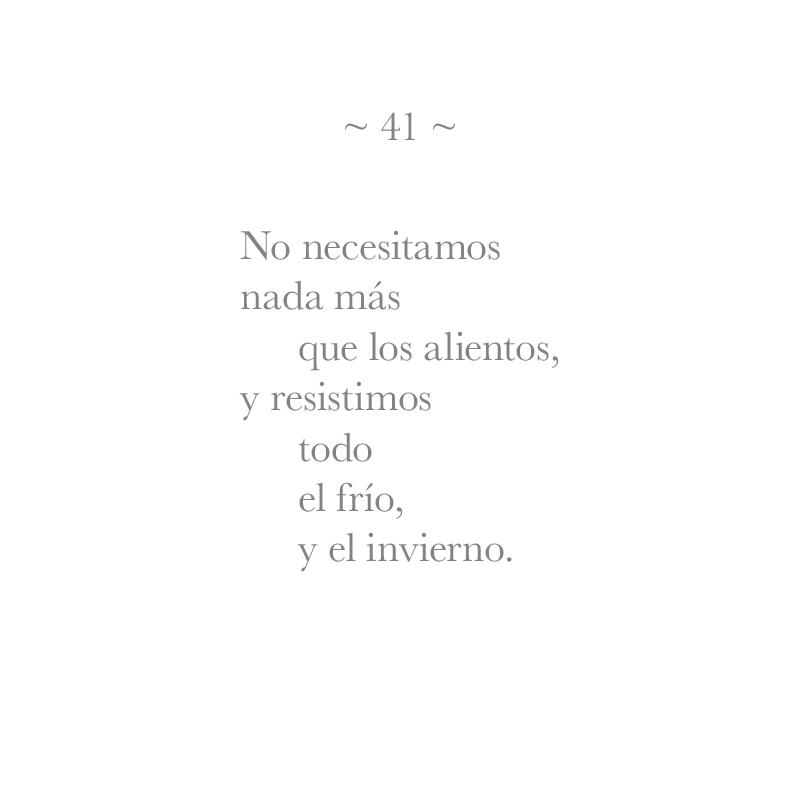 ~ 41 ~
No necesitamos
nada más
que los alientos,
y resistimos
todo
el frío,
y el invierno.